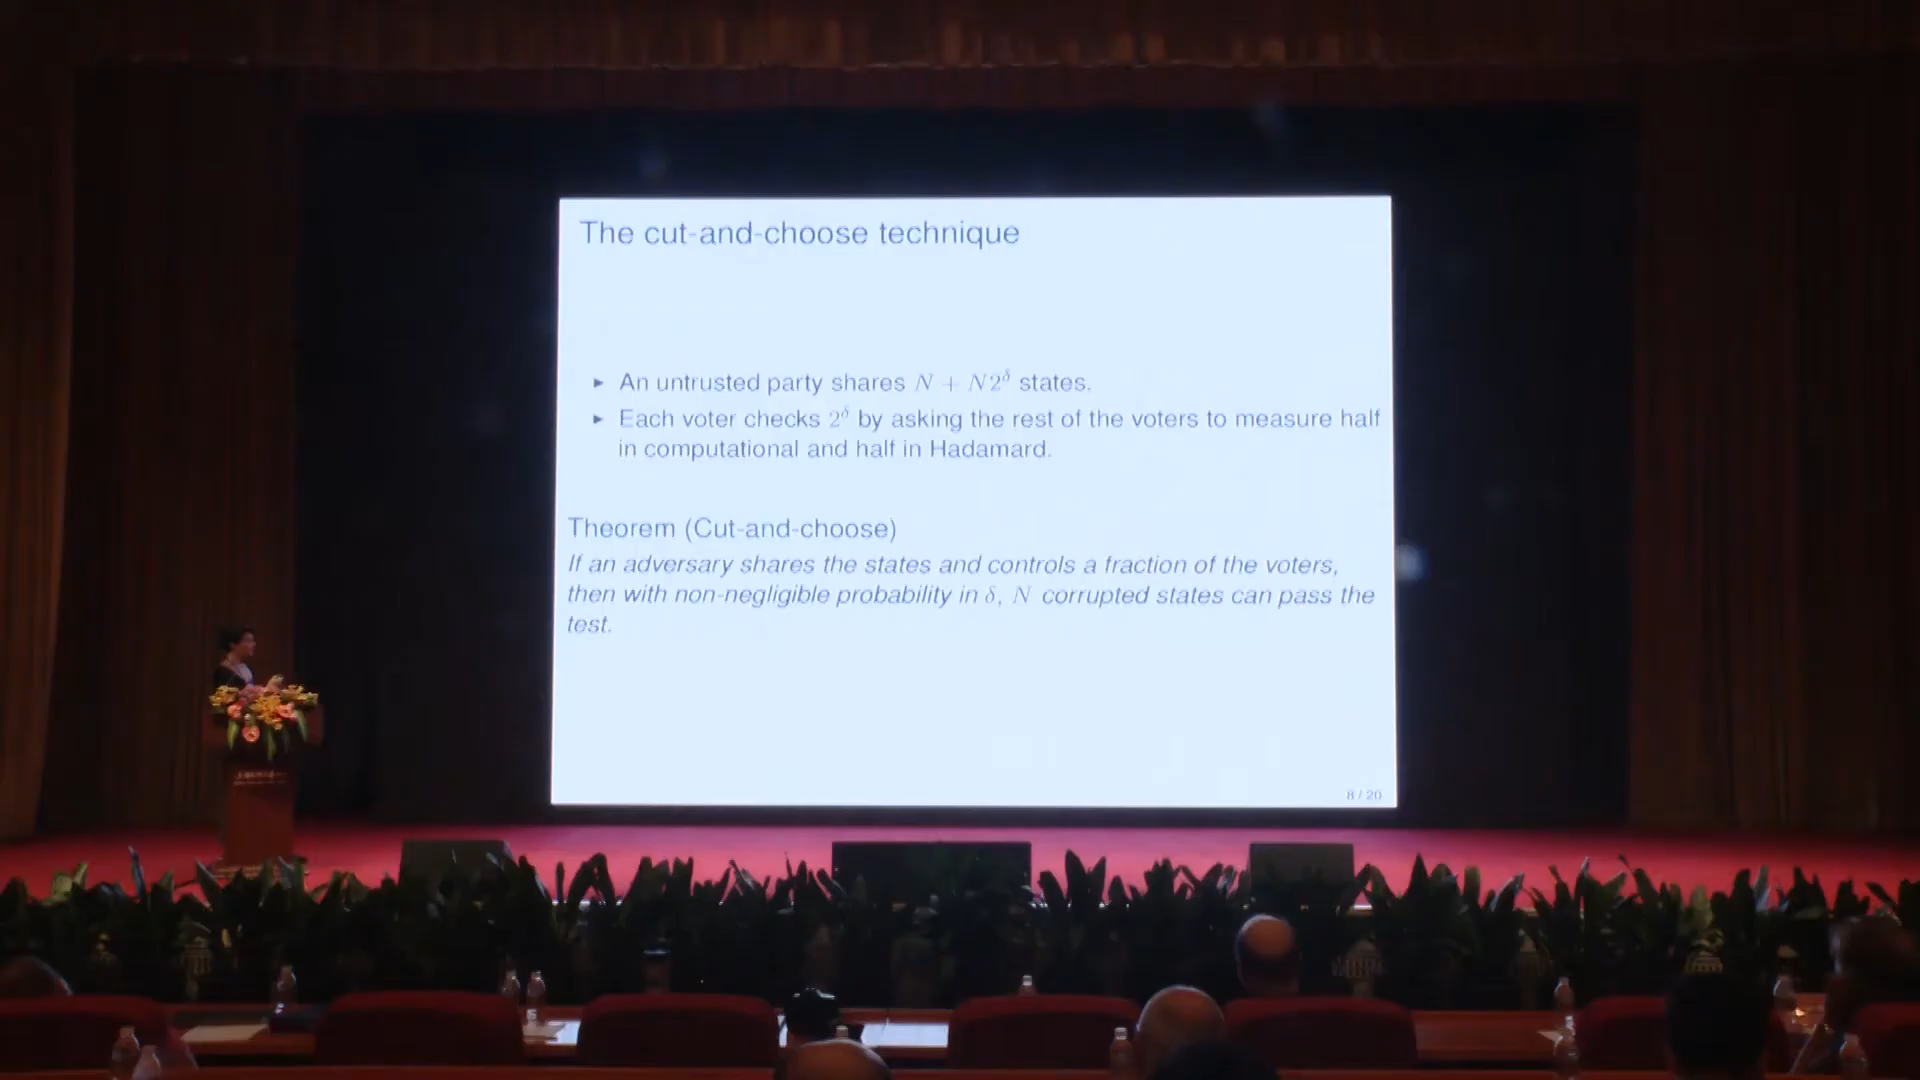 The cut-and-choose technique
▸ An untrusted party shares $N + N2^\delta$ states.
▸ Each voter checks $2^\delta$ by asking the rest of the voters to measure half
in computational and half in Hadamard.
Theorem (Cut-and-choose)
If an adversary shares the states and controls a fraction of the voters,
then with non-negligible probability in $\delta$, $N$ corrupted states can pass the
test.
8 / 20